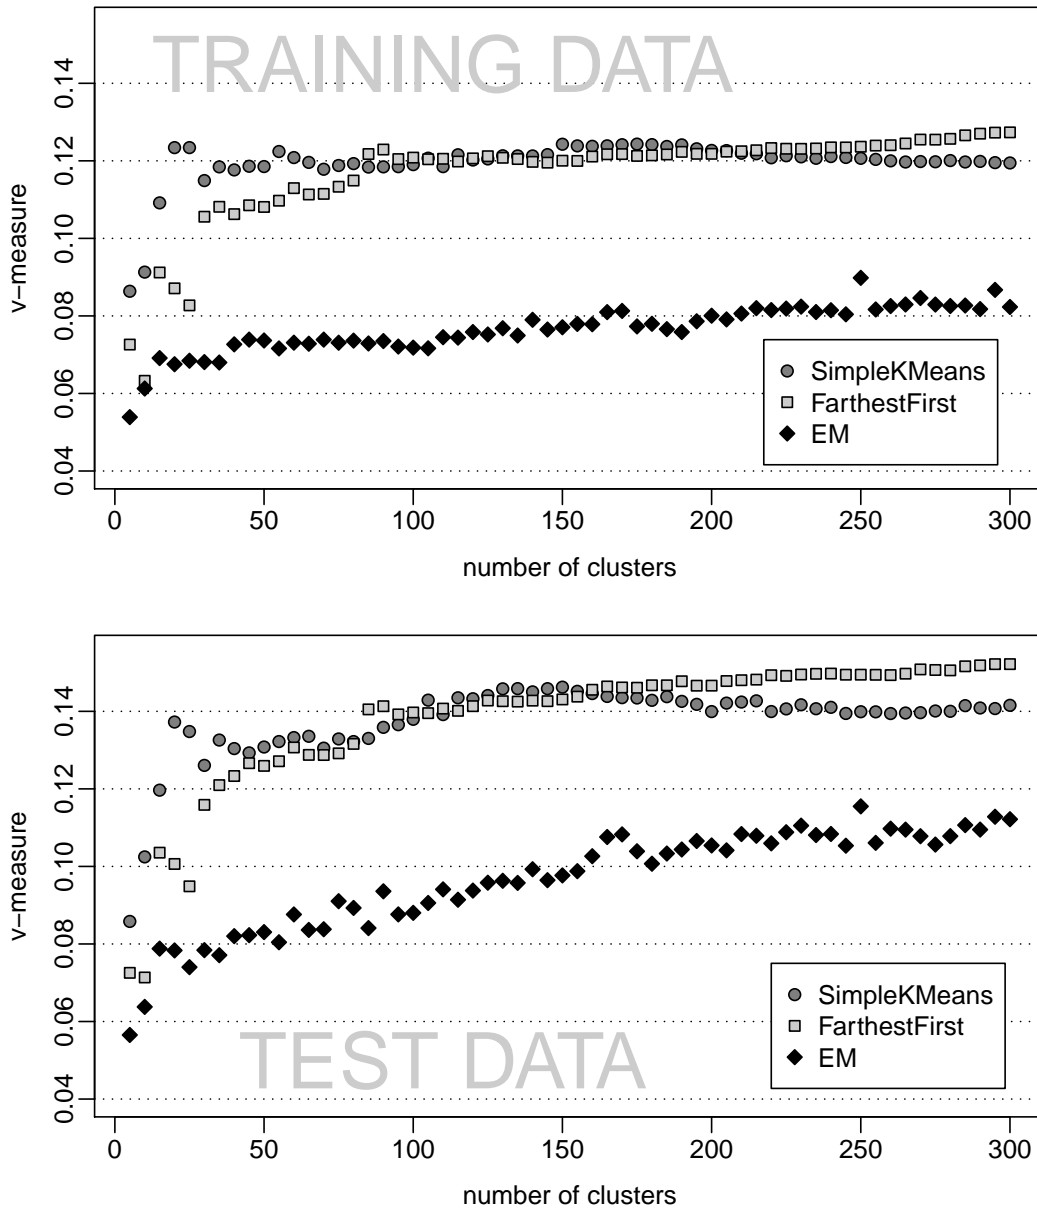 TRAINING DATA
0.14
0.12
0.10
0.08
0.06
0.04
v−measure
SimpleKMeans
FarthestFirst
EM
0 50 100 150 200 250 300
number of clusters
0.14
0.12
0.10
0.08
0.06
0.04
v−measure
SimpleKMeans
FarthestFirst
EM
TEST DATA
0 50 100 150 200 250 300
number of clusters